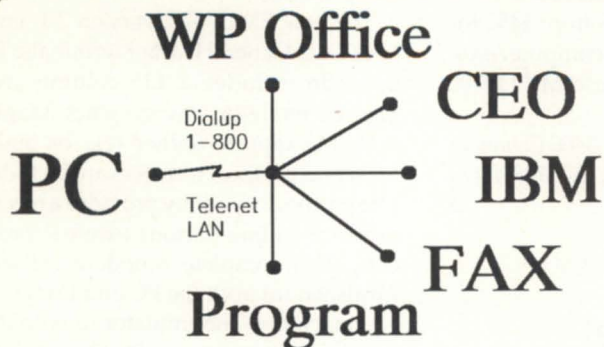 WP Office
Dialup
1-800
CEO
PC
IBM
Telenet
LAN
FAX
Program